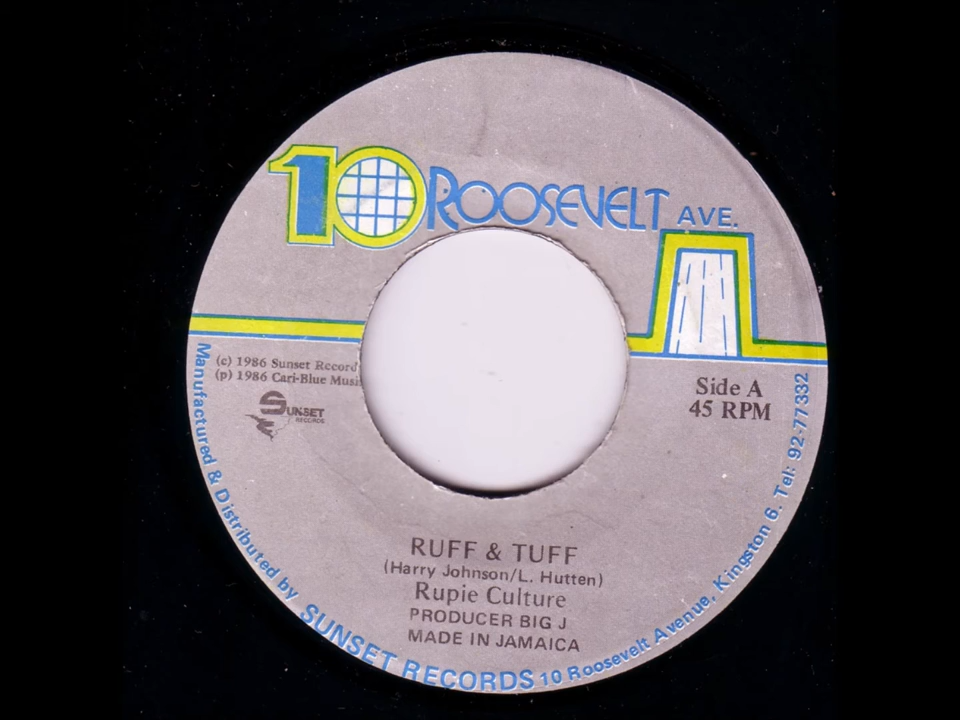 10 ROOSEVELT AVE.
(c) 1986 Sunset Record
(p) 1986 Cari-Blue Musi
SUNSET
RECORDS
Side A
45 RPM
RUFF & TUFF
(Harry Johnson/L. Hutten)
Rupie Culture
PRODUCER BIG J
MADE IN JAMAICA
Manufactured & Distributed by SUNSET RECORDS 10 Roosevelt Avenue, Kingston 6. Tel: 92-77332